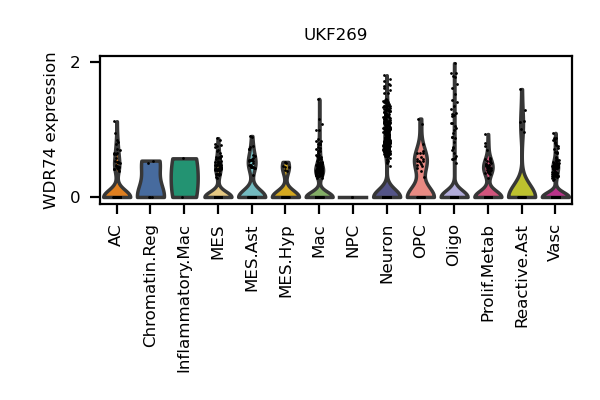 UKF269
WDR74 expression
2
0
AC
Chromatin.Reg
Inflammatory.Mac
MES
MES.Ast
MES.Hyp
Mac
NPC
Neuron
OPC
Oligo
Prolif.Metab
Reactive.Ast
Vasc